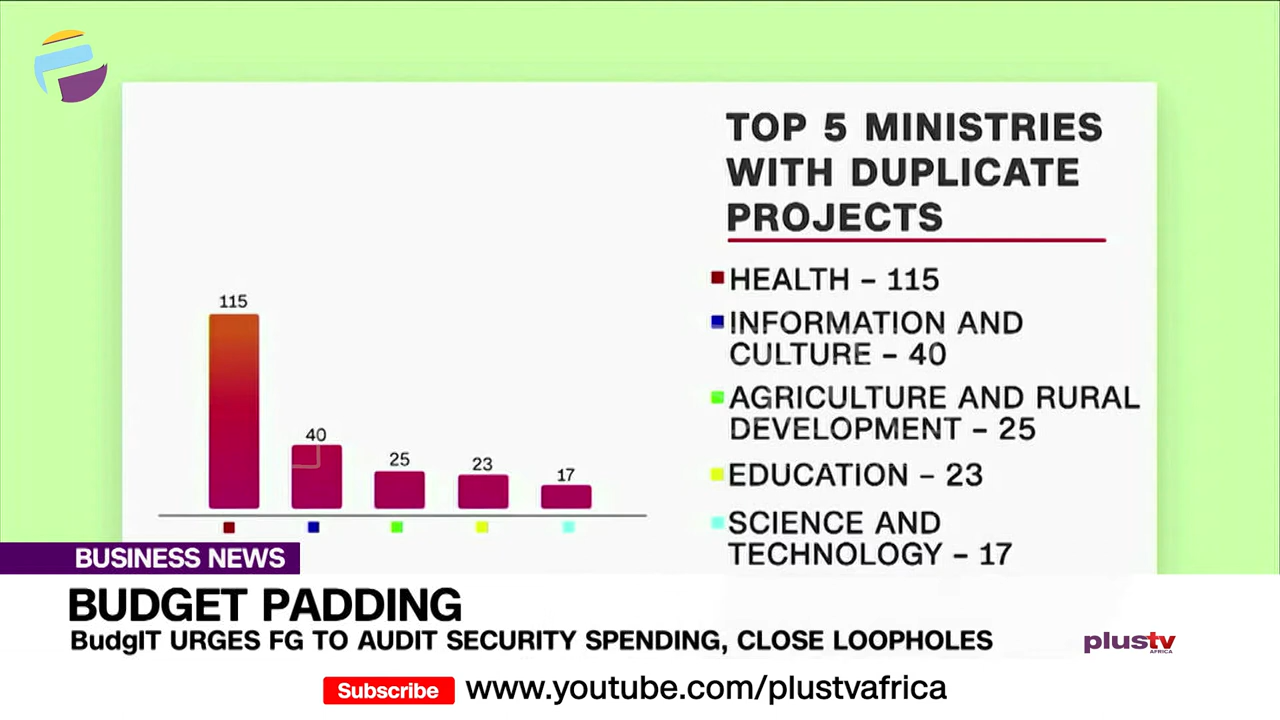 TOP 5 MINISTRIES
WITH DUPLICATE
PROJECTS
HEALTH – 115
INFORMATION AND
CULTURE – 40
AGRICULTURE AND RURAL
DEVELOPMENT – 25
EDUCATION – 23
SCIENCE AND
TECHNOLOGY – 17
115
40
25
23
17
BUSINESS NEWS
BUDGET PADDING
BudgIT URGES FG TO AUDIT SECURITY SPENDING, CLOSE LOOPHOLES
plustv
AFRICA
Subscribe www.youtube.com/plustvafrica